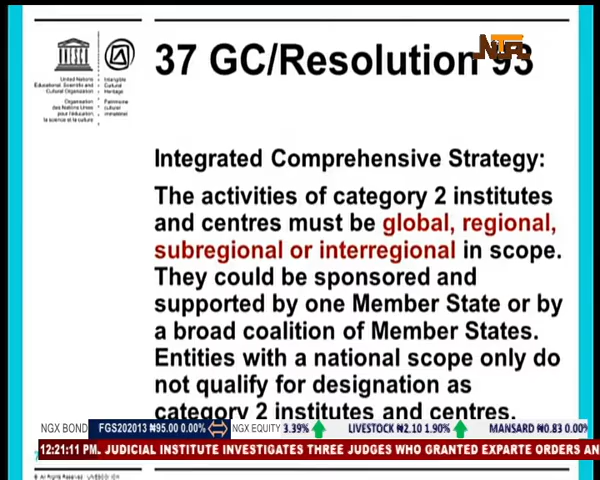 NTA
37 GC/Resolution 93
United Nations
Educational, Scientific and
Cultural Organization
Intangible
Cultural
Heritage
Organisation
des Nations Unies
pour l'éducation,
la science et la culture
Patrimoine
culturel
immatériel
Integrated Comprehensive Strategy:
The activities of category 2 institutes
and centres must be global, regional,
subregional or interregional in scope.
They could be sponsored and
supported by one Member State or by
a broad coalition of Member States.
Entities with a national scope only do
not qualify for designation as
category 2 institutes and centres.
NGX BOND FGS202013 ₦95.00 0.00% NGX EQUITY 3.39% LIVESTOCK ₦2.10 1.90% MANSARD ₦0.83 0.00%
12:21:11 PM. JUDICIAL INSTITUTE INVESTIGATES THREE JUDGES WHO GRANTED EXPARTE ORDERS AN
© All Rights Reserved: UNESCO/ICH